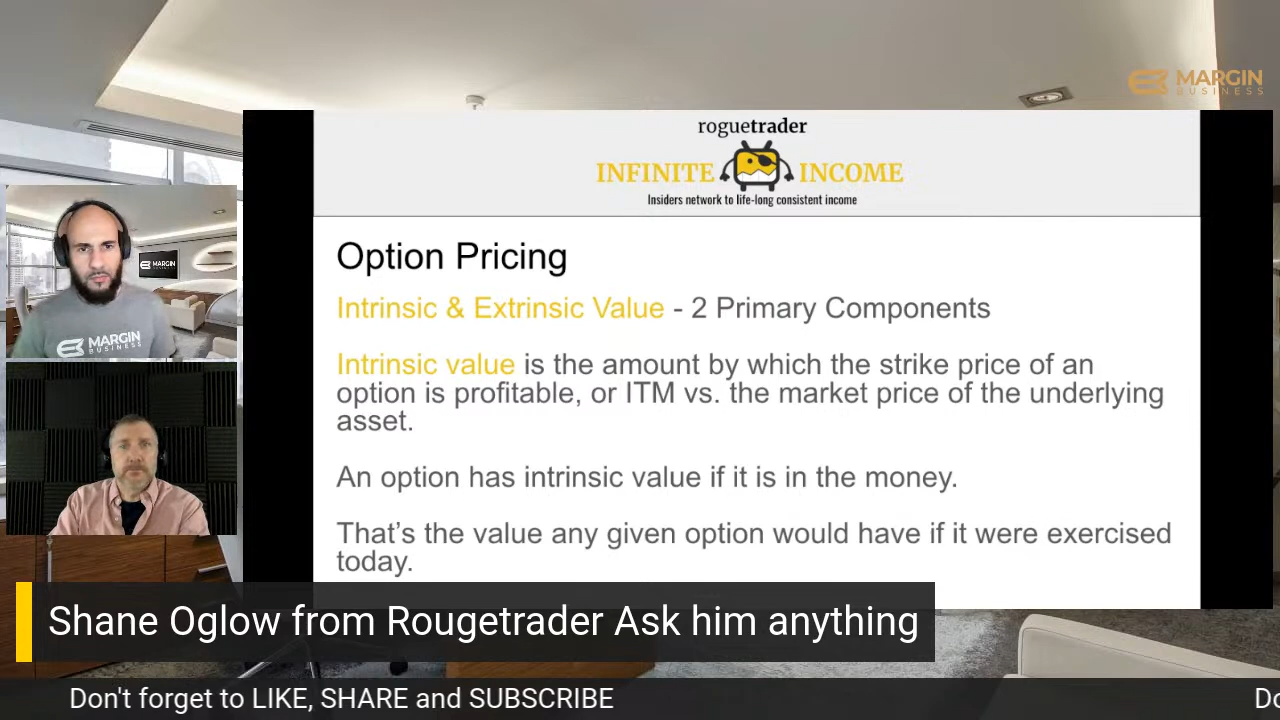 MARGIN
BUSINESS
roguetrader
INFINITE INCOME
Insiders network to life-long consistent income
Option Pricing
Intrinsic & Extrinsic Value - 2 Primary Components
Intrinsic value is the amount by which the strike price of an
option is profitable, or ITM vs. the market price of the underlying
asset.
An option has intrinsic value if it is in the money.
That's the value any given option would have if it were exercised
today.
MARGIN
MARGIN
BUSINESS
Shane Oglow from Rougetrader Ask him anything
Don't forget to LIKE, SHARE and SUBSCRIBE
Do